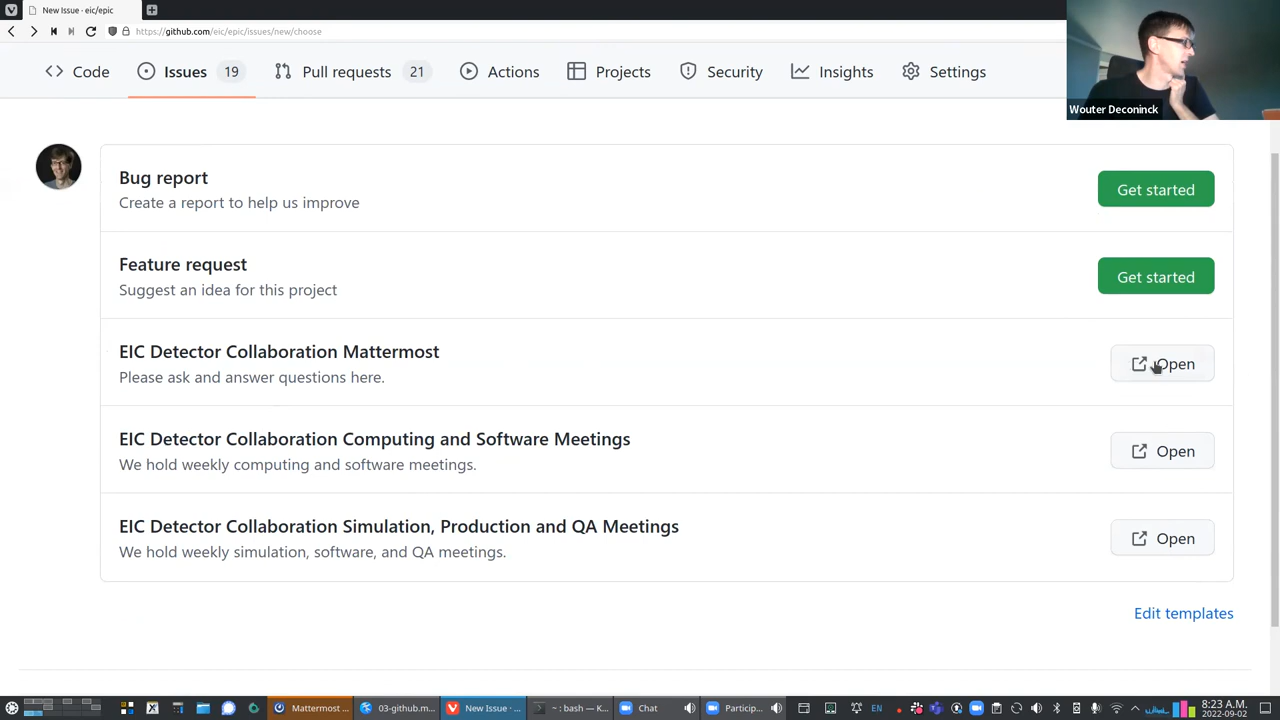 New Issue · eic/epic
https://github.com/eic/epic/issues/new/choose
Code
Issues 19
Pull requests 21
Actions
Projects
Security
Insights
Settings
Wouter Deconinck
Bug report
Create a report to help us improve
Get started
Feature request
Suggest an idea for this project
Get started
EIC Detector Collaboration Mattermost
Please ask and answer questions here.
Open
EIC Detector Collaboration Computing and Software Meetings
We hold weekly computing and software meetings.
Open
EIC Detector Collaboration Simulation, Production and QA Meetings
We hold weekly simulation, software, and QA meetings.
Open
Edit templates
Mattermost ...
03-github.m...
New Issue · ...
~ : bash — K...
Chat
Particip...
EN
8:23 A.M.
2022-09-02